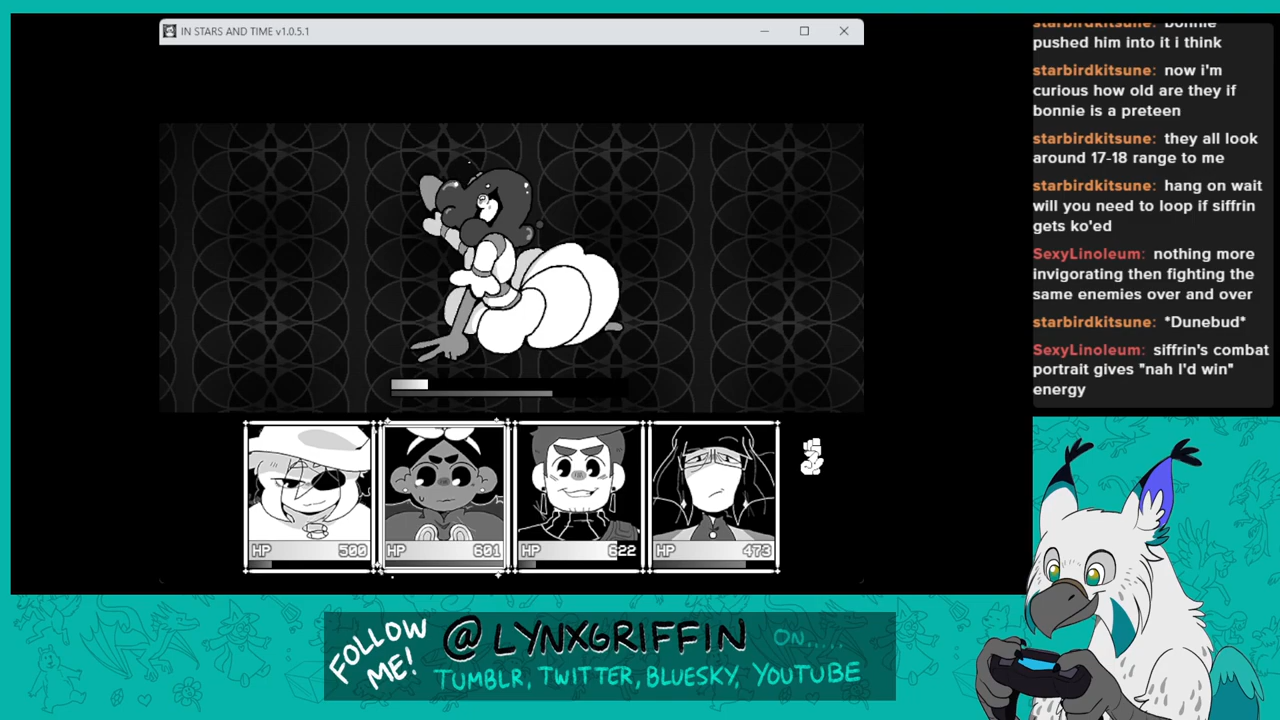 IN STARS AND TIME v1.0.5.1
HP 500
HP 601
HP 622
HP 473
starbirdkitsune: bonnie
pushed him into it i think
starbirdkitsune: now i'm
curious how old are they if
bonnie is a preteen
starbirdkitsune: they all look
around 17-18 range to me
starbirdkitsune: hang on wait
will you need to loop if siffrin
gets ko'ed
SexyLinoleum: nothing more
invigorating then fighting the
same enemies over and over
starbirdkitsune: *Dunebud*
SexyLinoleum: siffrin's combat
portrait gives "nah I'd win"
energy
FOLLOW
ME!
@LYNXGRIFFIN ON.....
TUMBLR, TWITTER, BLUESKY, YOUTUBE